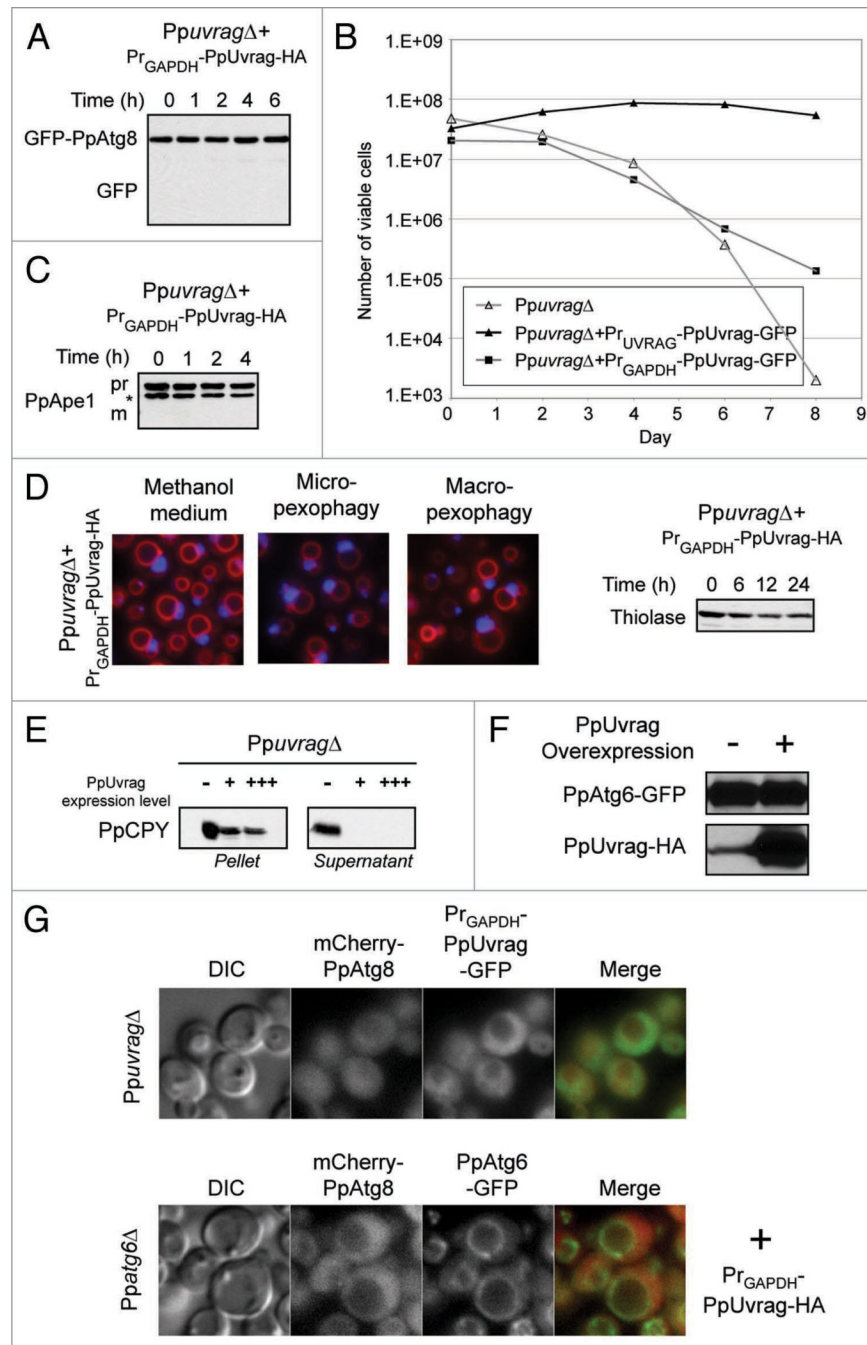 A
PpuvragΔ+
PrGAPDH-PpUvrag-HA
Time (h) 0 1 2 4 6
GFP-PpAtg8
GFP
B
1.E+09
1.E+08
1.E+07
1.E+06
1.E+05
1.E+04
1.E+03
Number of viable cells
0 1 2 3 4 5 6 7 8 9
Day
PpuvragΔ
PpuvragΔ+PrUVRAG-PpUvrag-GFP
PpuvragΔ+PrGAPDH-PpUvrag-GFP
C
PpuvragΔ+
PrGAPDH-PpUvrag-HA
Time (h) 0 1 2 4
PpApe1
pr
*
m
D
PpuvragΔ+
PrGAPDH-PpUvrag-HA
Methanol
medium
Micro-
pexophagy
Macro-
pexophagy
PpuvragΔ+
PrGAPDH-PpUvrag-HA
Time (h) 0 6 12 24
Thiolase
E
PpuvragΔ
PpUvrag
expression level
- + +++
- + +++
PpCPY
Pellet
Supernatant
F
PpUvrag
Overexpression
- +
PpAtg6-GFP
PpUvrag-HA
G
PpuvragΔ
DIC
mCherry-
PpAtg8
PrGAPDH-
PpUvrag
-GFP
Merge
Ppatg6Δ
DIC
mCherry-
PpAtg8
PpAtg6
-GFP
Merge
+
PrGAPDH-
PpUvrag-HA